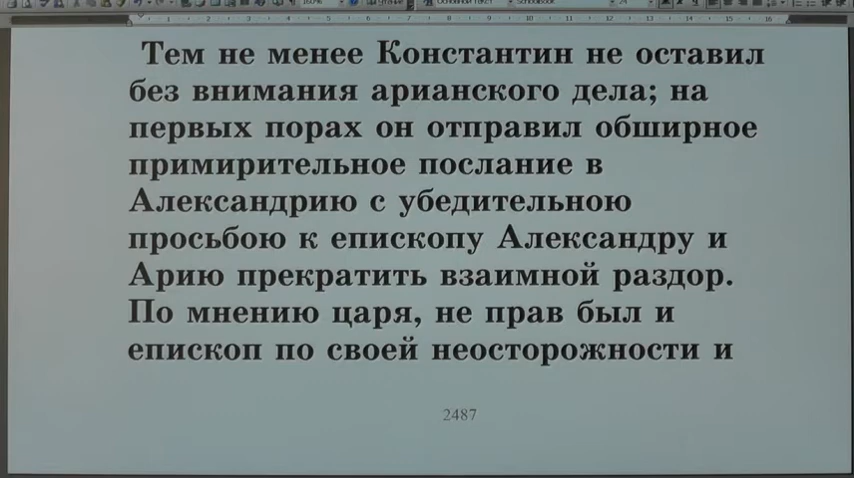 Тем не менее Константин не оставил
без внимания арианского дела; на
первых порах он отправил обширное
примирительное послание в
Александрию с убедительною
просьбою к епископу Александру и
Арию прекратить взаимной раздор.
По мнению царя, не прав был и
епископ по своей неосторожности и
2487